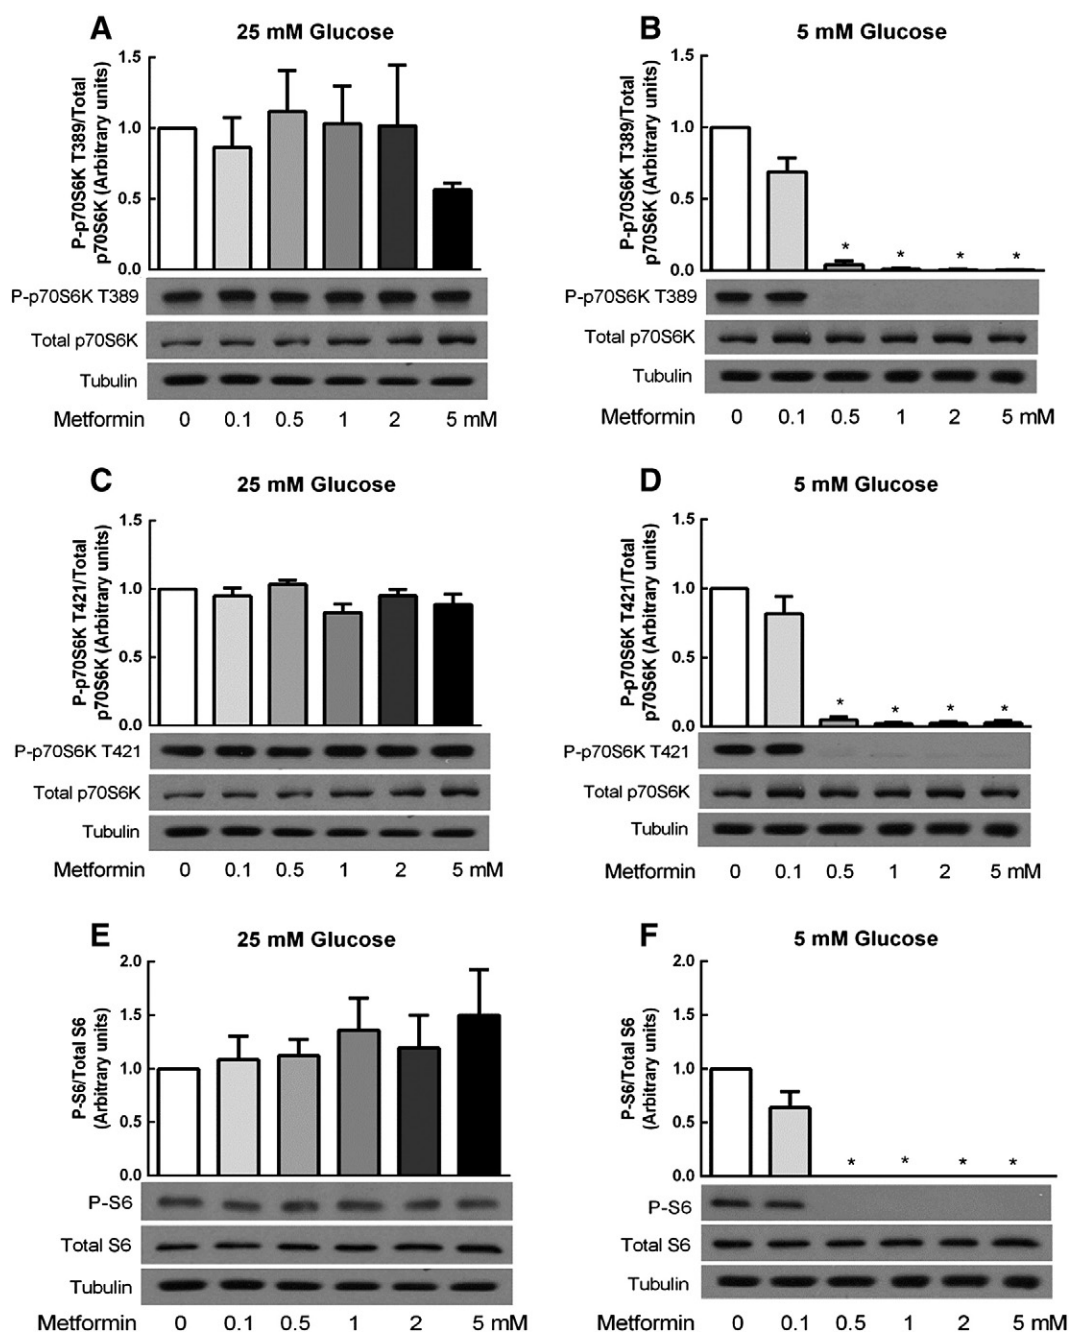 A
25 mM Glucose
P-p70S6K T389/Total
p70S6K (Arbitrary units)
1.5
1.0
0.5
0.0
P-p70S6K T389
Total p70S6K
Tubulin
Metformin 0 0.1 0.5 1 2 5 mM
B
5 mM Glucose
P-p70S6K T389/Total
p70S6K (Arbitrary units)
1.5
1.0
0.5
0.0
* * * *
P-p70S6K T389
Total p70S6K
Tubulin
Metformin 0 0.1 0.5 1 2 5 mM
C
25 mM Glucose
P-p70S6K T421/Total
p70S6K (Arbitrary units)
1.5
1.0
0.5
0.0
P-p70S6K T421
Total p70S6K
Tubulin
Metformin 0 0.1 0.5 1 2 5 mM
D
5 mM Glucose
P-p70S6K T421/Total
p70S6K (Arbitrary units)
1.5
1.0
0.5
0.0
* * * *
P-p70S6K T421
Total p70S6K
Tubulin
Metformin 0 0.1 0.5 1 2 5 mM
E
25 mM Glucose
P-S6/Total S6
(Arbitrary units)
2.0
1.5
1.0
0.5
0.0
P-S6
Total S6
Tubulin
Metformin 0 0.1 0.5 1 2 5 mM
F
5 mM Glucose
P-S6/Total S6
(Arbitrary units)
2.0
1.5
1.0
0.5
0.0
* * * *
P-S6
Total S6
Tubulin
Metformin 0 0.1 0.5 1 2 5 mM